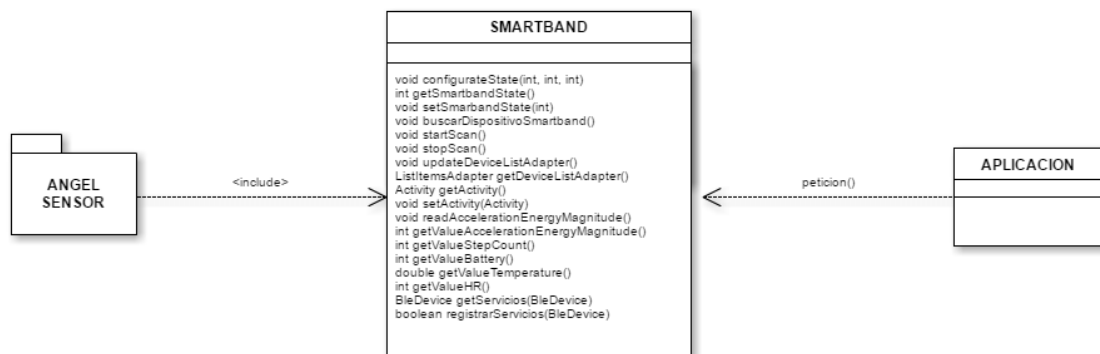 SMARTBAND
void configurateState(int, int, int)
int getSmartbandState()
void setSmarbandState(int)
void buscarDispositivoSmartband()
void startScan()
void stopScan()
void updateDeviceListAdapter()
ListItemsAdapter getDeviceListAdapter()
Activity getActivity()
void setActivity(Activity)
void readAccelerationEnergyMagnitude()
int getValueAccelerationEnergyMagnitude()
int getValueStepCount()
int getValueBattery()
double getValueTemperature()
int getValueHR()
BleDevice getServicios(BleDevice)
boolean registrarServicios(BleDevice)
ANGEL
SENSOR
<include>
peticion()
APLICACION